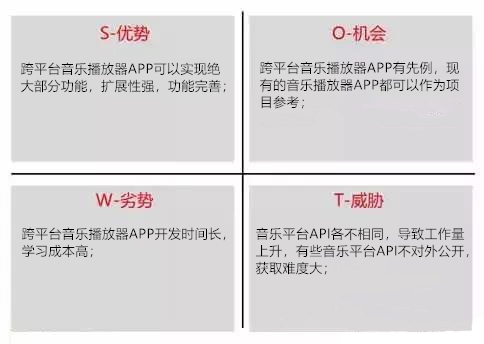 S-优势
跨平台音乐播放器APP可以实现绝
大部分功能，扩展性强，功能完善；
O-机会
跨平台音乐播放器APP有先例，现
有的音乐播放器APP都可以作为项
目参考；
W-劣势
跨平台音乐播放器APP开发时间长，
学习成本高；
T-威胁
音乐平台API各不相同，导致工作量
上升，有些音乐平台API不对外公开，
获取难度大；